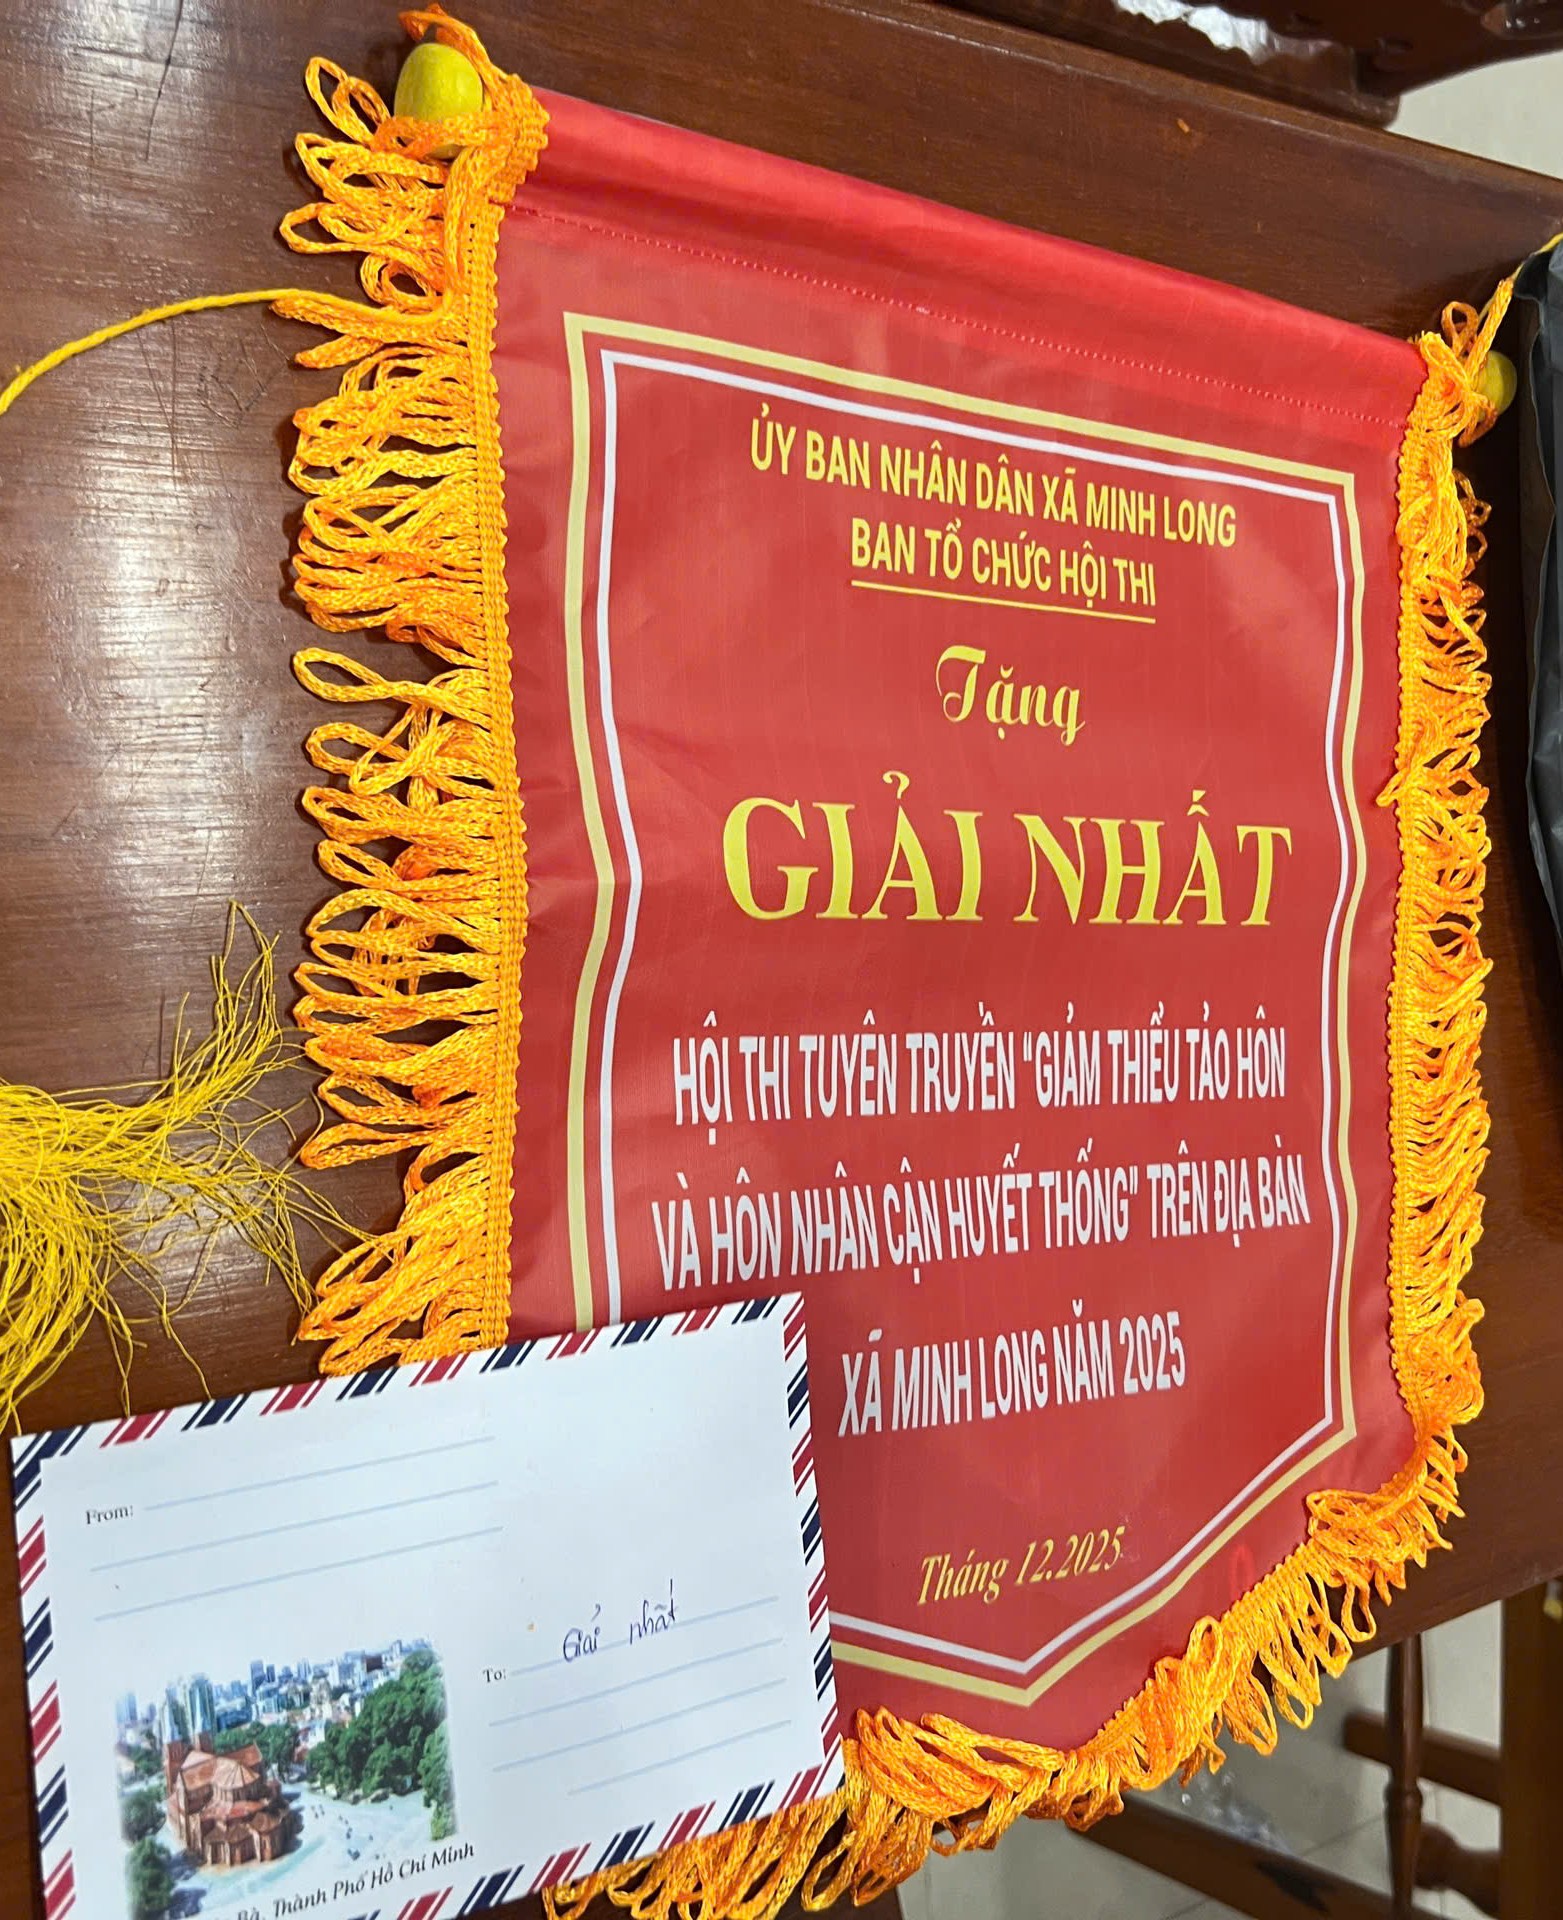 ỦY BAN NHÂN DÂN XÃ MINH LONG
BAN TỔ CHỨC HỘI THI
Tặng
GIẢI NHẤT
HỘI THI TUYÊN TRUYỀN "GIẢM THIỂU TẢO HÔN
VÀ HÔN NHÂN CẬN HUYẾT THỐNG" TRÊN ĐỊA BÀN
XÃ MINH LONG NĂM 2025
Tháng 12.2025
From:
To: Giải nhất
Bà, Thành Phố Hồ Chí Minh